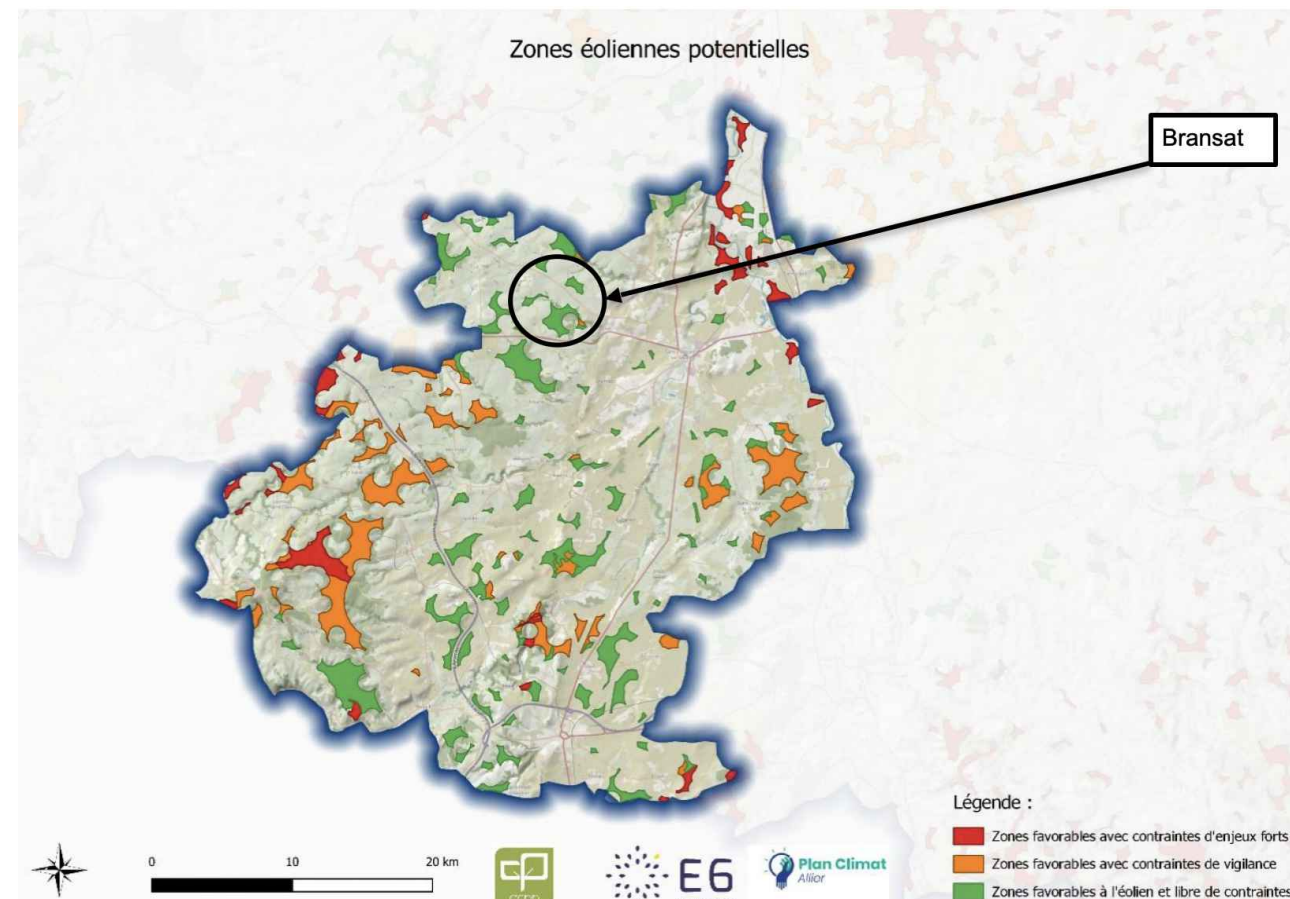 Zones éoliennes potentielles
Bransat
Légende :
Zones favorables avec contraintes d'enjeux forts
Zones favorables avec contraintes de vigilance
Zones favorables à l'éolien et libre de contraintes
0 10 20 km
E6
Plan Climat
Allier